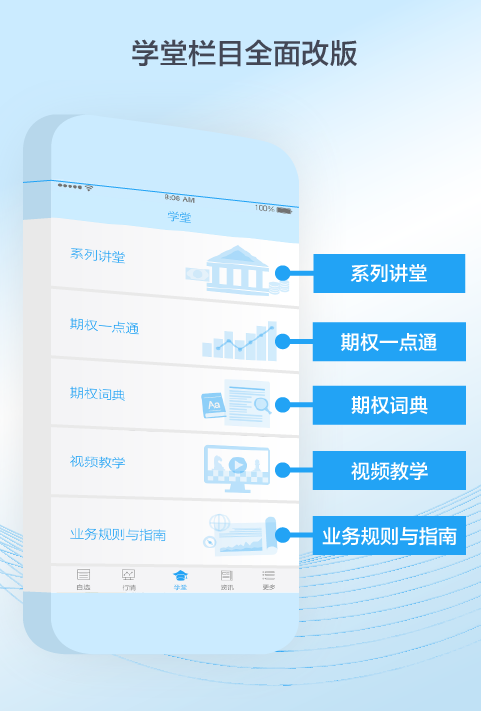 学堂栏目全面改版
9:06 AM
100%
学堂
系列讲堂
系列讲堂
期权一点通
期权一点通
期权词典
Aa
期权词典
视频教学
视频教学
业务规则与指南
业务规则与指南
自选
行情
学堂
资讯
更多